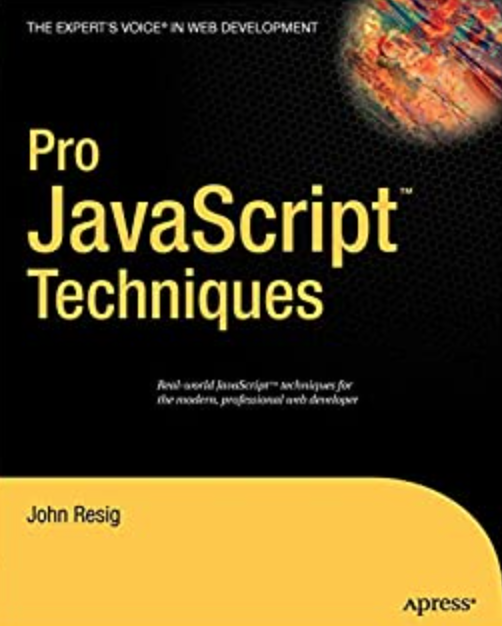 THE EXPERT'S VOICE® IN WEB DEVELOPMENT
Pro
JavaScript™
Techniques
Real-world JavaScript™ techniques for
the modern, professional web developer
John Resig
Apress®